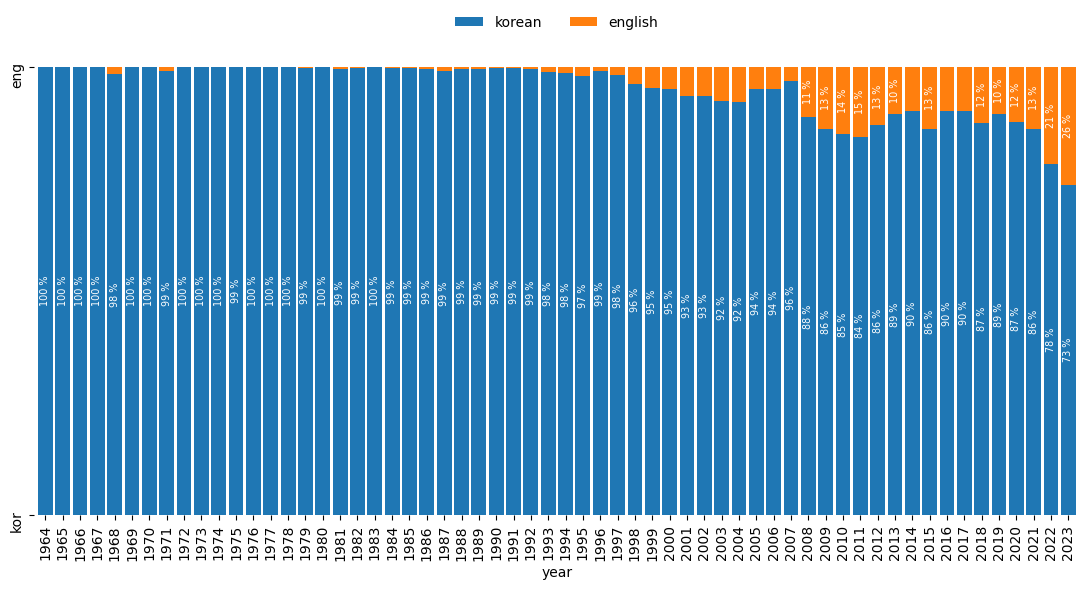 korean english
eng
11 % 13 % 14 % 15 % 13 % 10 % 13 % 12 % 10 % 12 % 13 % 21 % 26 %
100 % 100 % 100 % 100 % 98 % 100 % 100 % 99 % 100 % 100 % 100 % 99 % 100 % 100 % 100 % 99 % 100 % 99 % 99 % 100 % 99 % 99 % 99 % 99 % 99 % 99 % 99 % 99 % 99 % 98 % 98 % 97 % 99 % 98 % 96 % 95 % 95 % 93 % 93 % 92 % 92 % 94 % 94 % 96 % 88 % 86 % 85 % 84 % 86 % 89 % 90 % 86 % 90 % 90 % 87 % 89 % 87 % 86 % 78 % 73 %
kor
1964 1965 1966 1967 1968 1969 1970 1971 1972 1973 1974 1975 1976 1977 1978 1979 1980 1981 1982 1983 1984 1985 1986 1987 1988 1989 1990 1991 1992 1993 1994 1995 1996 1997 1998 1999 2000 2001 2002 2003 2004 2005 2006 2007 2008 2009 2010 2011 2012 2013 2014 2015 2016 2017 2018 2019 2020 2021 2022 2023
year